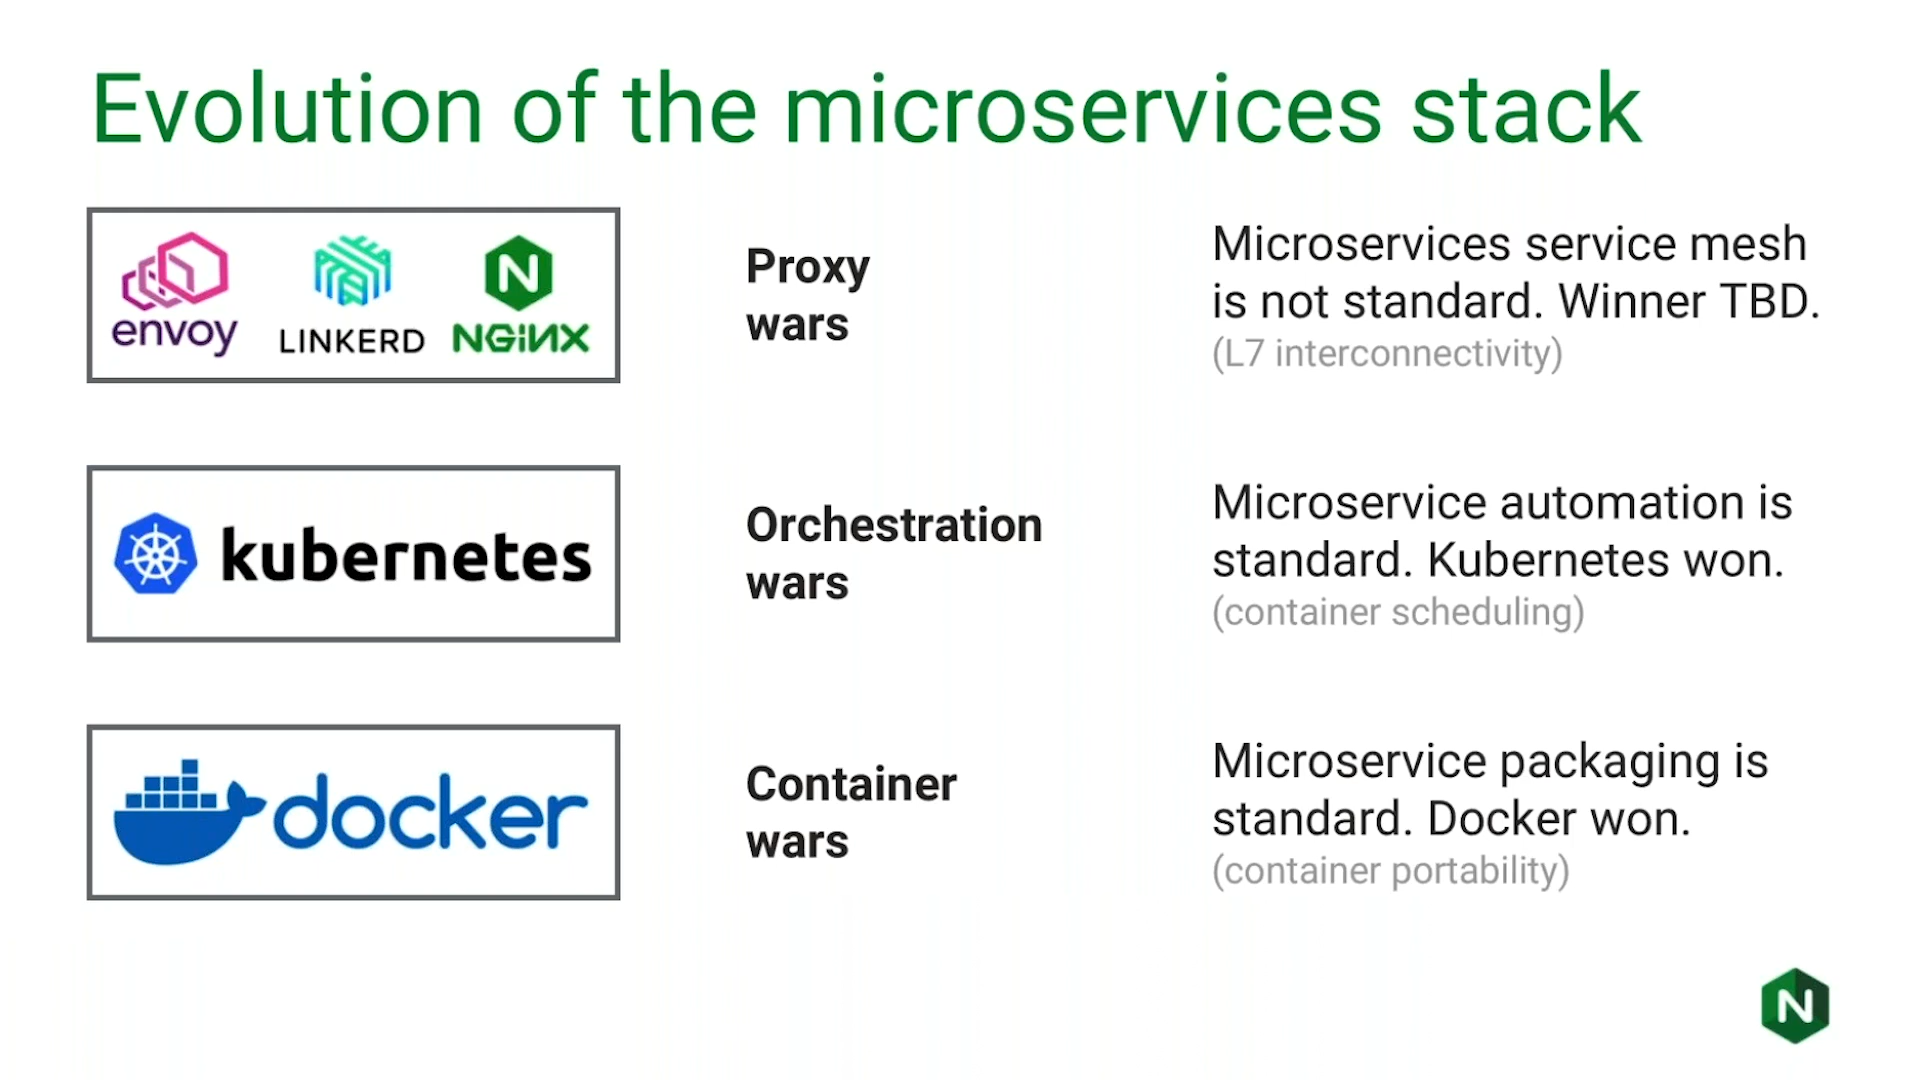 Evolution of the microservices stack
envoy
LINKERD
NGINX
Proxy
wars
Microservices service mesh
is not standard. Winner TBD.
(L7 interconnectivity)
kubernetes
Orchestration
wars
Microservice automation is
standard. Kubernetes won.
(container scheduling)
docker
Container
wars
Microservice packaging is
standard. Docker won.
(container portability)
N